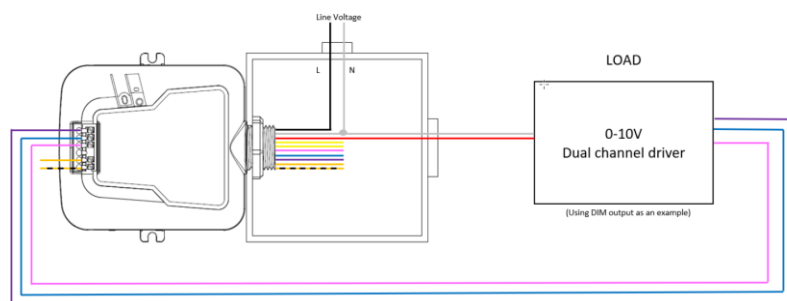 Line Voltage
L N
LOAD
0-10V
Dual channel driver
(Using DIM output as an example)